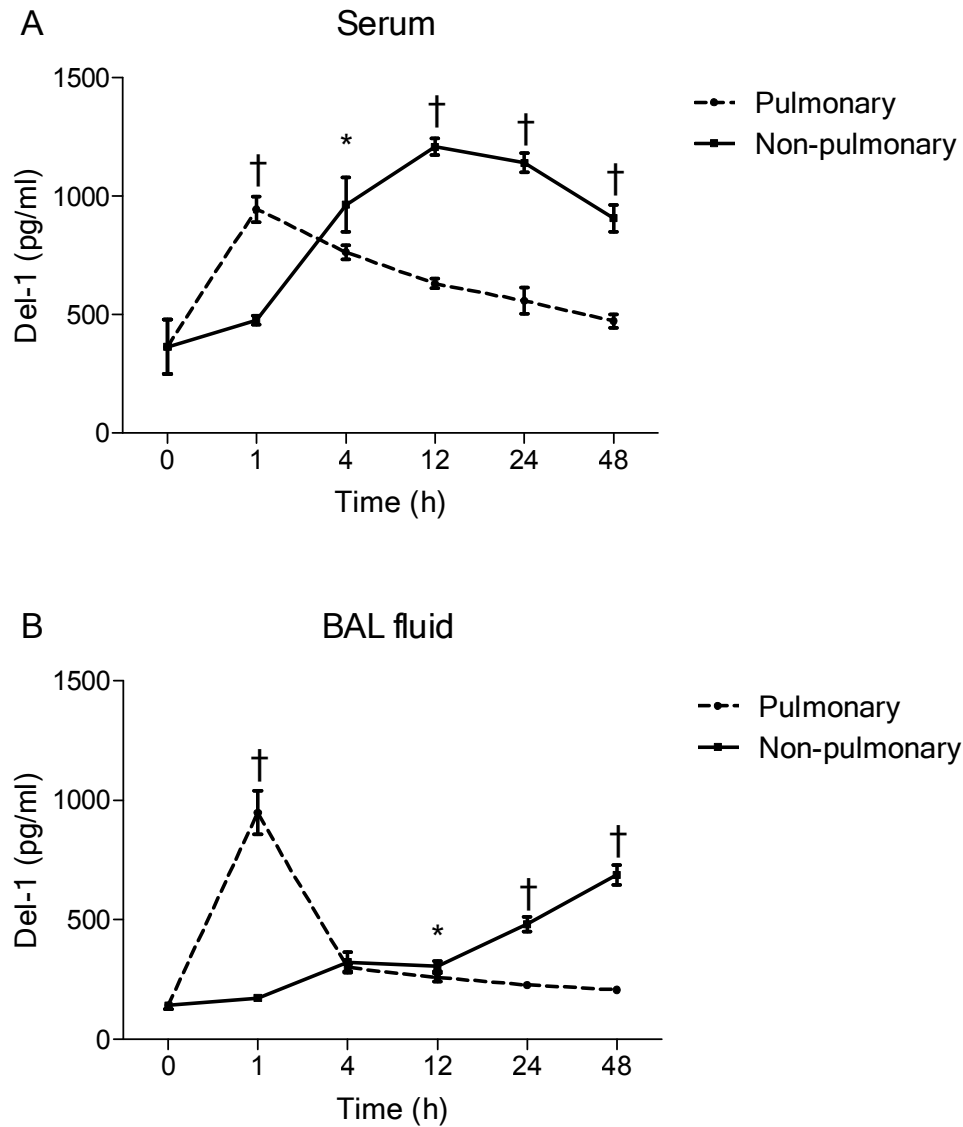 A
Serum
1500
1000
500
0
Del-1 (pg/ml)
† * † † †
0 1 4 12 24 48
Time (h)
Pulmonary
Non-pulmonary
B
BAL fluid
1500
1000
500
0
Del-1 (pg/ml)
† * † †
0 1 4 12 24 48
Time (h)
Pulmonary
Non-pulmonary